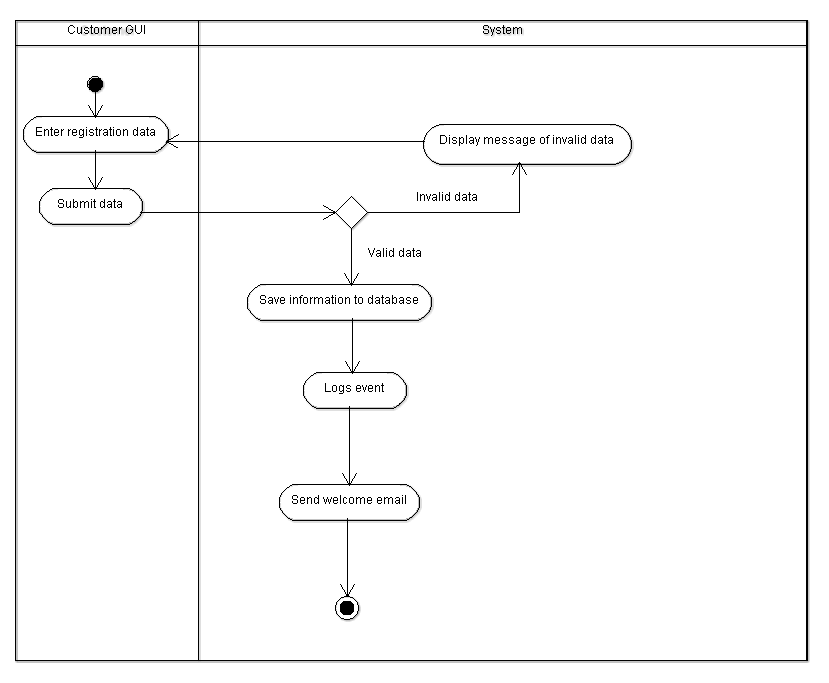 Customer GUI
System
Enter registration data
Display message of invalid data
Submit data
Invalid data
Valid data
Save information to database
Logs event
Send welcome email